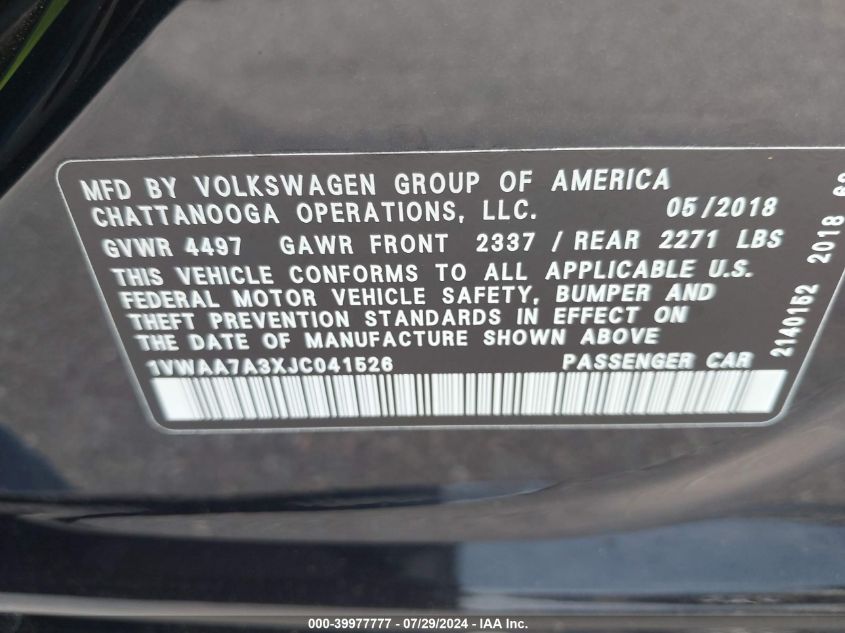 MFD BY VOLKSWAGEN GROUP OF AMERICA
CHATTANOOGA OPERATIONS, LLC. 05/2018
GVWR 4497 GAWR FRONT 2337 / REAR 2271 LBS
THIS VEHICLE CONFORMS TO ALL APPLICABLE U.S.
FEDERAL MOTOR VEHICLE SAFETY, BUMPER AND
THEFT PREVENTION STANDARDS IN EFFECT ON
THE DATE OF MANUFACTURE SHOWN ABOVE
1VWAA7A3XJC041526 PASSENGER CAR
2140152 2018
000-39977777 - 07/29/2024 - IAA Inc.